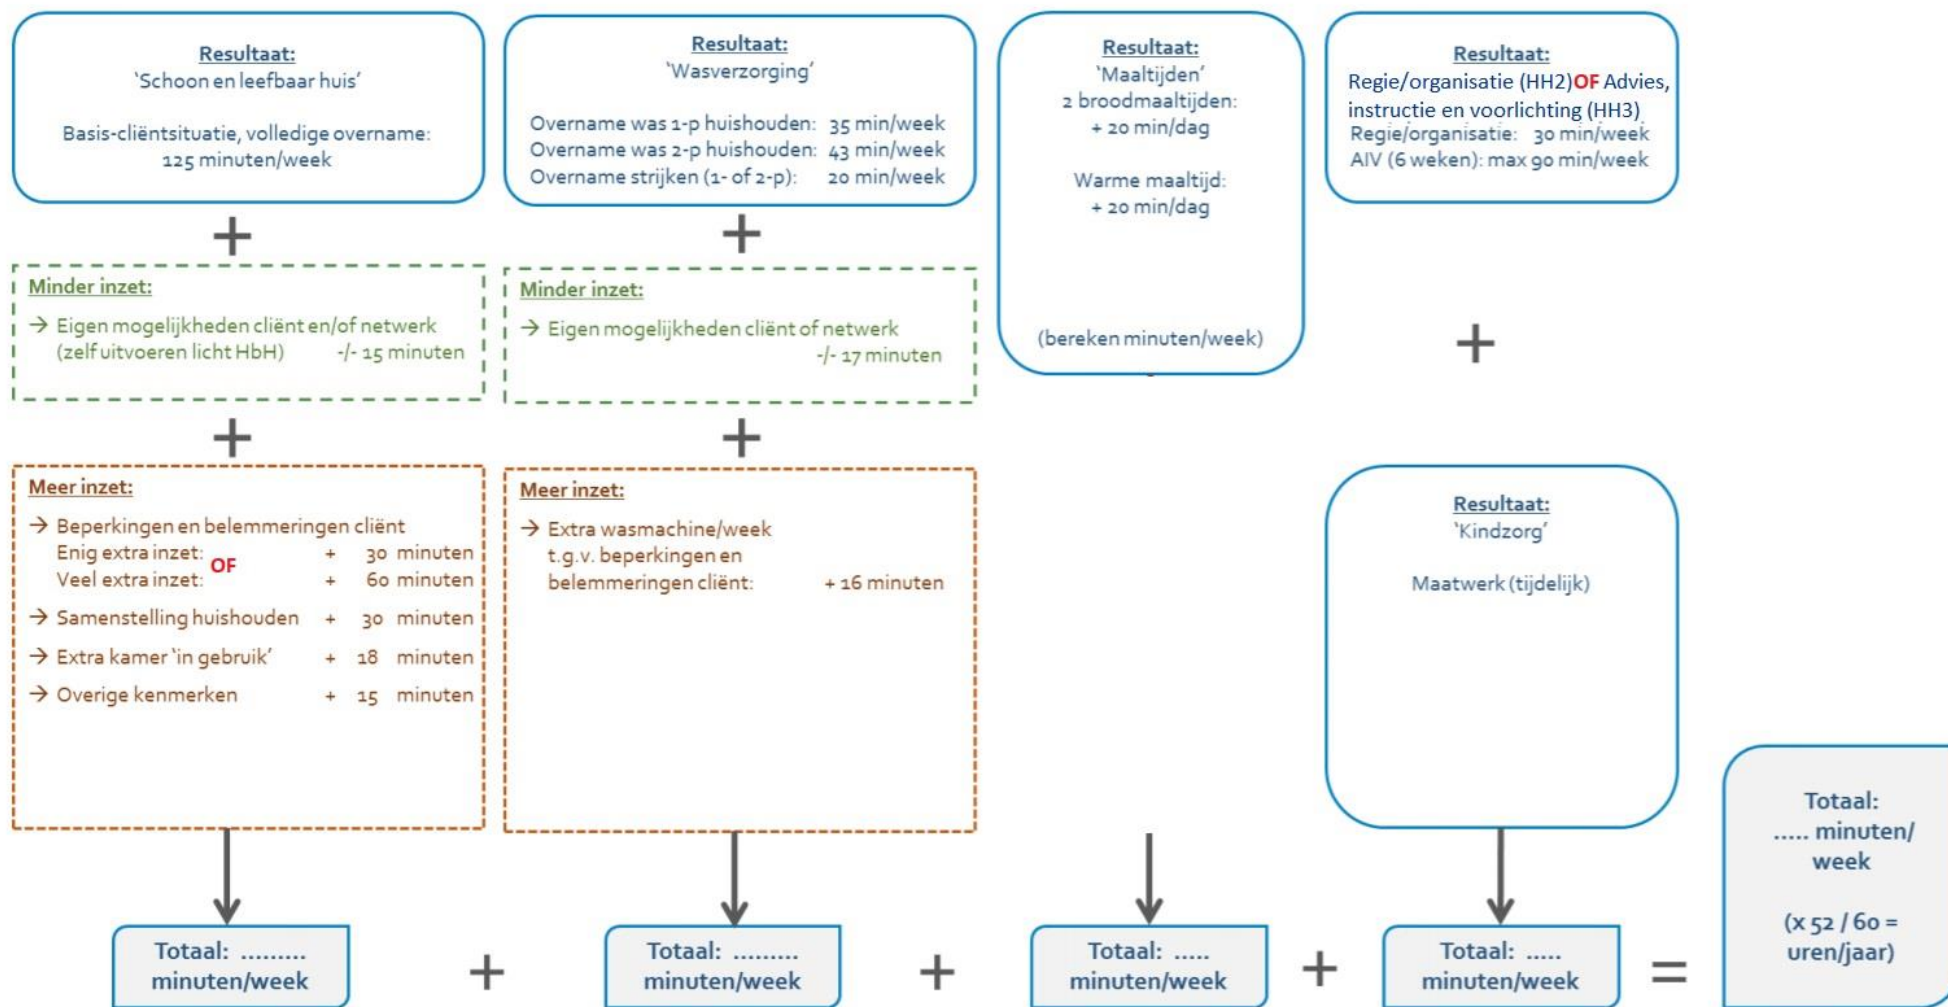 Resultaat:
‘Schoon en leefbaar huis’
Basis-cliëntsituatie, volledige overname:
125 minuten/week
+
Minder inzet:
→ Eigen mogelijkheden cliënt en/of netwerk
(zelf uitvoeren licht HbH) -/- 15 minuten
+
Meer inzet:
→ Beperkingen en belemmeringen cliënt
Enig extra inzet: + 30 minuten
OF
Veel extra inzet: + 60 minuten
→ Samenstelling huishouden + 30 minuten
→ Extra kamer ‘in gebruik’ + 18 minuten
→ Overige kenmerken + 15 minuten
Totaal: .........
minuten/week
+
Resultaat:
‘Wasverzorging’
Overname was 1-p huishouden: 35 min/week
Overname was 2-p huishouden: 43 min/week
Overname strijken (1- of 2-p): 20 min/week
+
Minder inzet:
→ Eigen mogelijkheden cliënt of netwerk
-/- 17 minuten
+
Meer inzet:
→ Extra wasmachine/week
t.g.v. beperkingen en
belemmeringen cliënt: + 16 minuten
Totaal: .........
minuten/week
+
Resultaat:
‘Maaltijden’
2 broodmaaltijden:
+ 20 min/dag
Warme maaltijd:
+ 20 min/dag
(bereken minuten/week)
Totaal: .....
minuten/week
+
Resultaat:
Regie/organisatie (HH2)OF Advies,
instructie en voorlichting (HH3)
Regie/organisatie: 30 min/week
AIV (6 weken): max 90 min/week
+
Resultaat:
‘Kindzorg’
Maatwerk (tijdelijk)
Totaal: .....
minuten/week
=
Totaal:
..... minuten/
week
(x 52 / 60 =
uren/jaar)